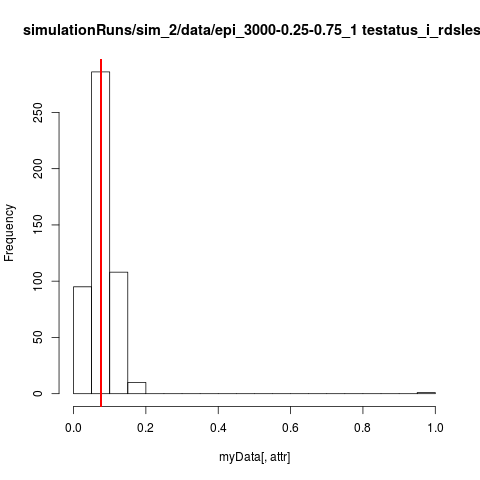 simulationRuns/sim_2/data/epi_3000-0.25-0.75_1 testatus_i_rdsles
Frequency
250
200
150
100
50
0
0.0 0.2 0.4 0.6 0.8 1.0
myData[, attr]